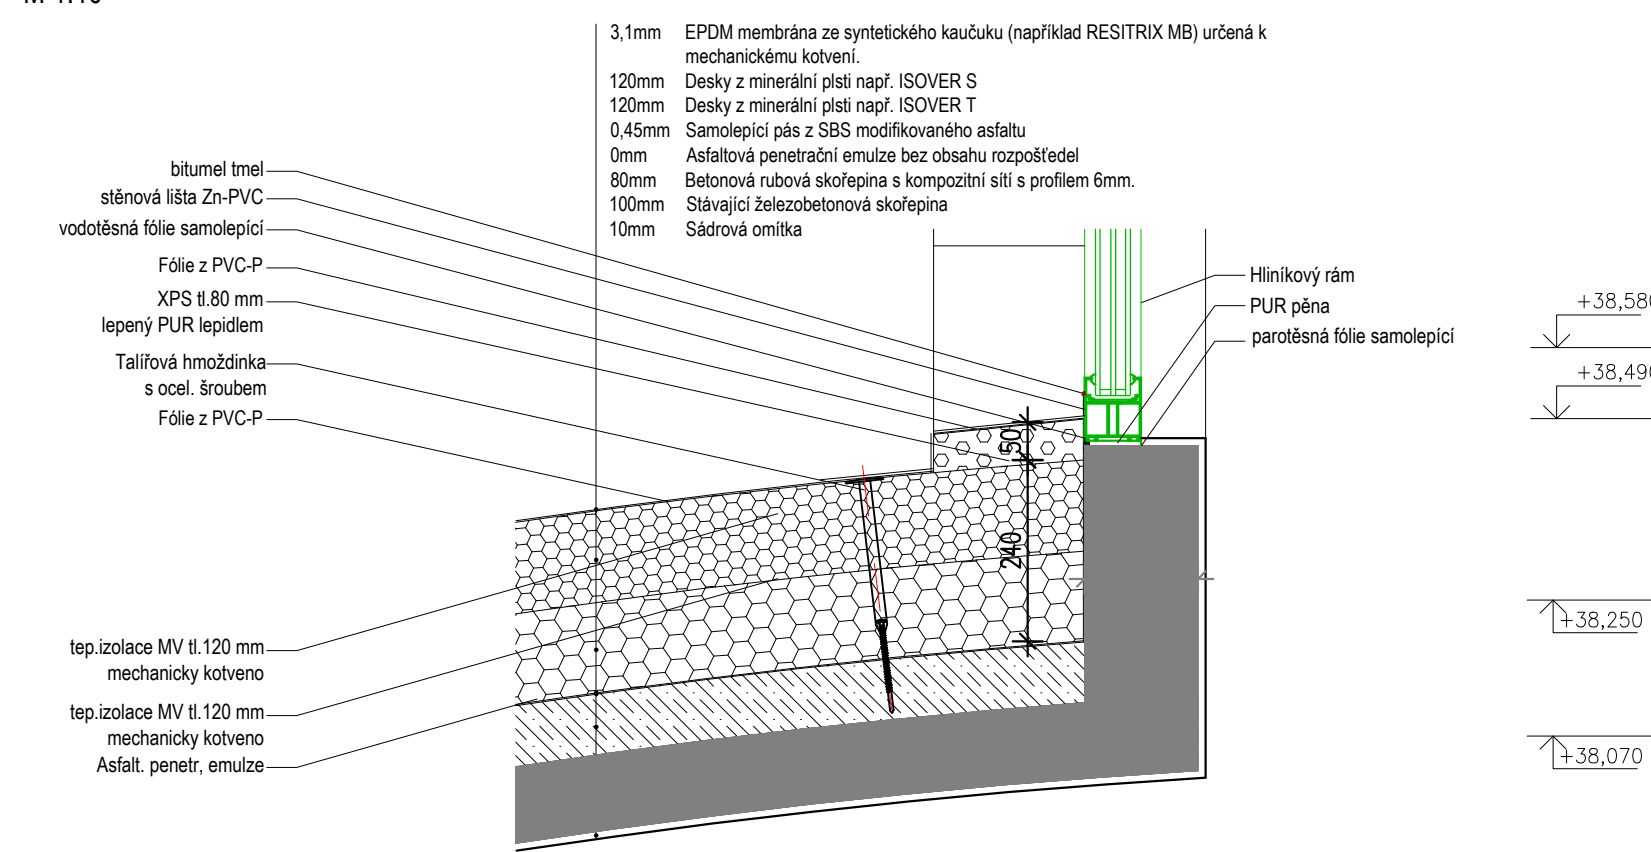 3,1mm EPDM membrána ze syntetického kaučuku (například RESITRIX MB) určená k
mechanickému kotvení.
120mm Desky z minerální plsti např. ISOVER S
120mm Desky z minerální plsti např. ISOVER T
0,45mm Samolepící pás z SBS modifikovaného asfaltu
0mm Asfaltová penetrační emulze bez obsahu rozpošťedel
80mm Betonová rubová skořepina s kompozitní sítí s profilem 6mm.
100mm Stávající železobetonová skořepina
10mm Sádrová omítka
bitumel tmel
stěnová lišta Zn-PVC
vodotěsná fólie samolepící
Fólie z PVC-P
XPS tl.80 mm
lepený PUR lepidlem
Talířová hmoždinka
s ocel. šroubem
Fólie z PVC-P
tep.izolace MV tl.120 mm
mechanicky kotveno
tep.izolace MV tl.120 mm
mechanicky kotveno
Asfalt. penetr, emulze
Hliníkový rám
PUR pěna
parotěsná fólie samolepící
50
240
+38,580
+38,490
+38,250
+38,070